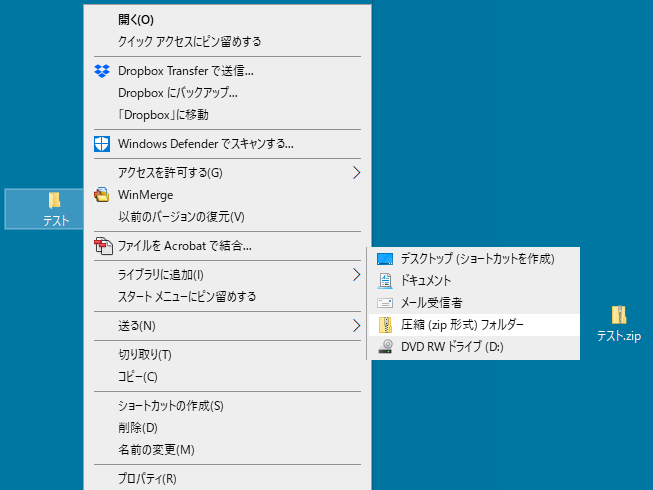 開く(O)
クイック アクセスにピン留めする
Dropbox Transfer で送信...
Dropbox にバックアップ...
「Dropbox」に移動
Windows Defender でスキャンする...
アクセスを許可する(G)
WinMerge
以前のバージョンの復元(V)
ファイルを Acrobat で結合...
ライブラリに追加(I)
スタート メニューにピン留めする
送る(N)
切り取り(T)
コピー(C)
ショートカットの作成(S)
削除(D)
名前の変更(M)
プロパティ(R)
テスト
デスクトップ (ショートカットを作成)
ドキュメント
メール受信者
圧縮 (zip 形式) フォルダー
DVD RW ドライブ (D:)
テスト.zip